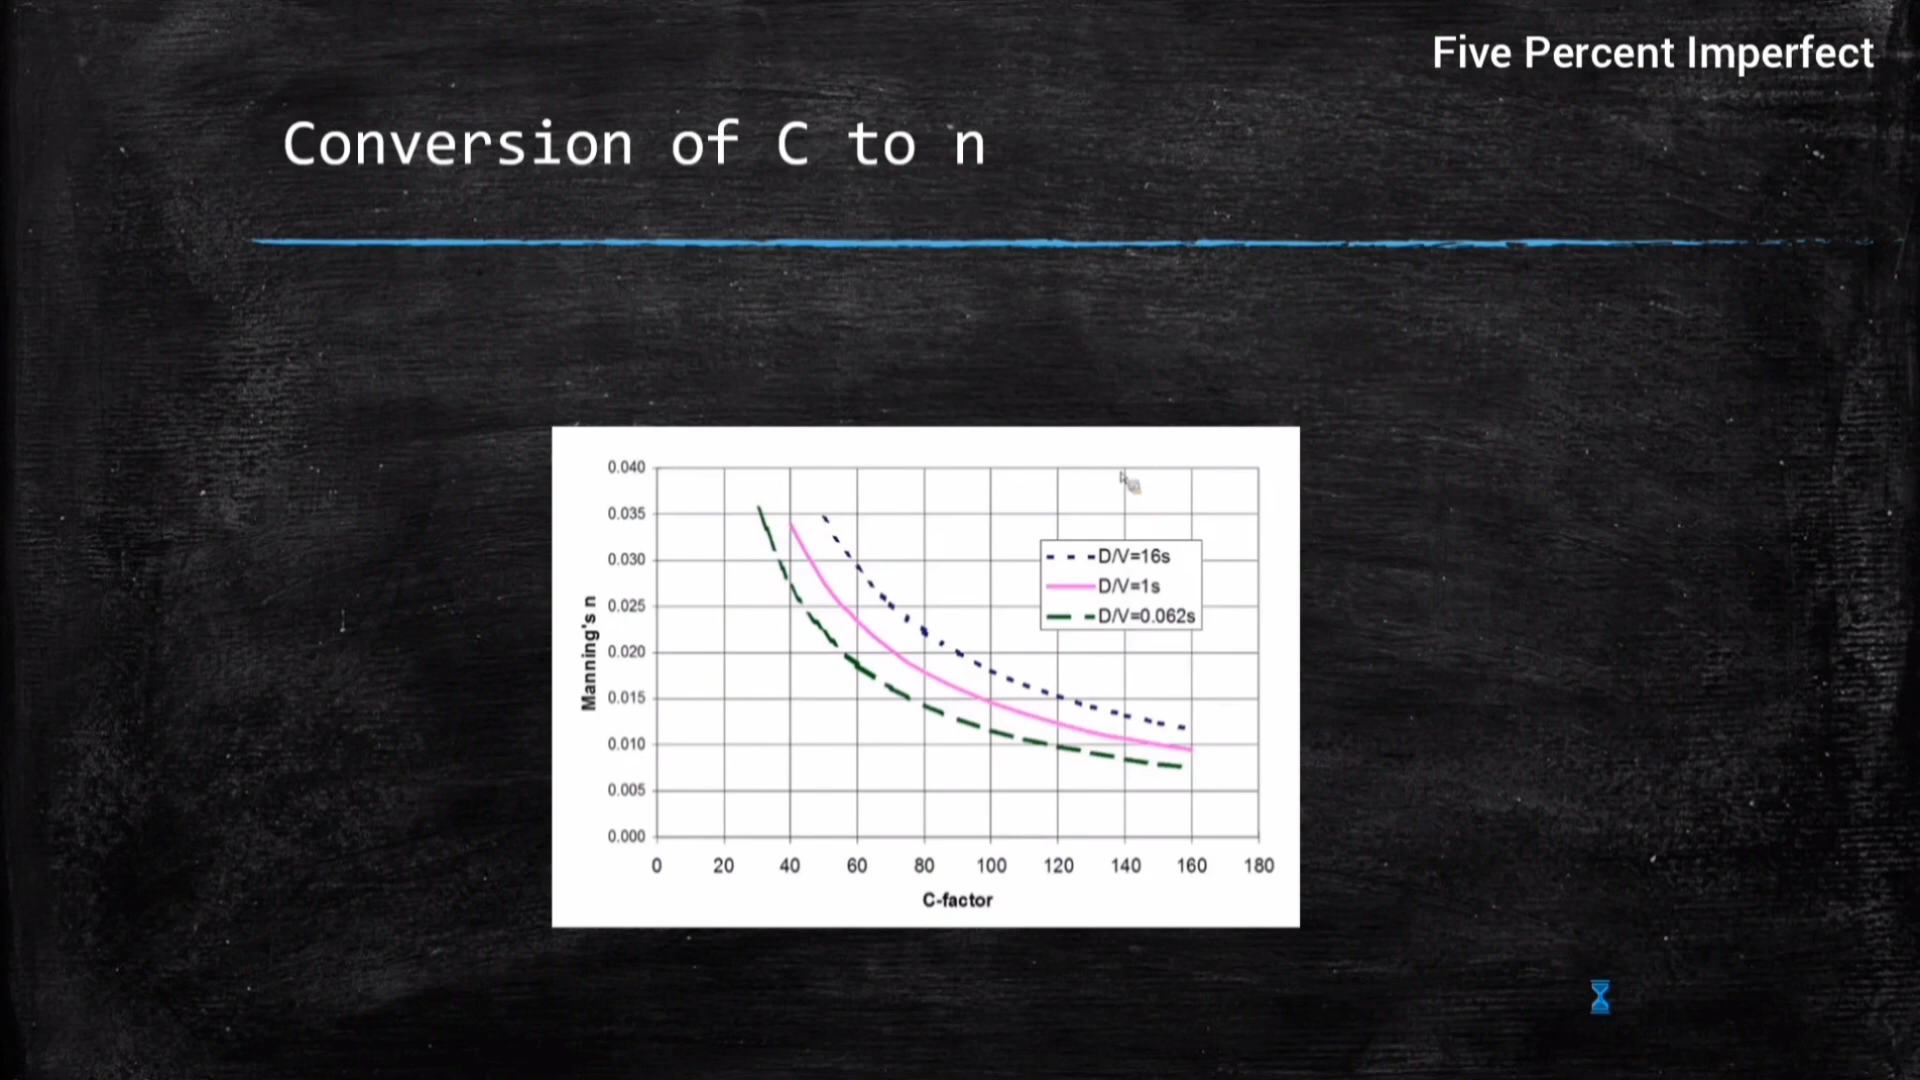 Five Percent Imperfect
Conversion of C to n
0.040
0.035
0.030
0.025
0.020
0.015
0.010
0.005
0.000
Manning's n
D/V=16s
D/V=1s
D/V=0.062s
0 20 40 60 80 100 120 140 160 180
C-factor